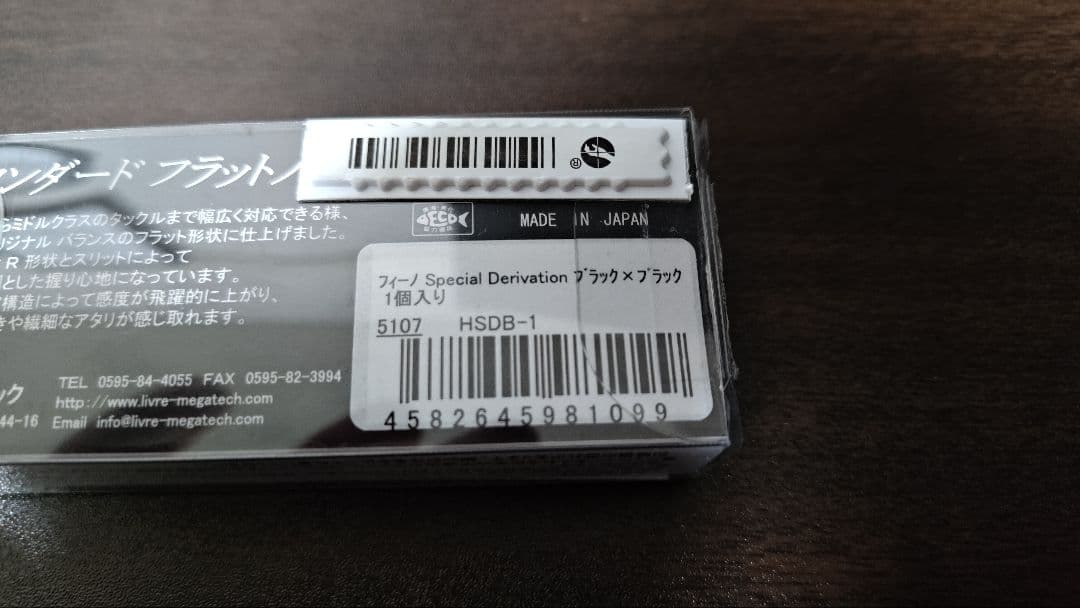 ンダード フラットノ
®
らミドルクラスのタックルまで幅広く対応できる様、
リジナル バランスのフラット形状に仕上げました。
R 形状とスリットによって
とした握り心地になっています。
構造によって感度が飛躍的に上がり、
きや繊細なアタリが感じ取れます。
ECO
MADE IN JAPAN
フィーノ Special Derivation ブラック×ブラック
1個入り
5107 HSDB-1
4582645981099
TEL 0595-84-4055 FAX 0595-82-3994
ック http://www.livre-megatech.com
44-16 Email info@livre-megatech.com